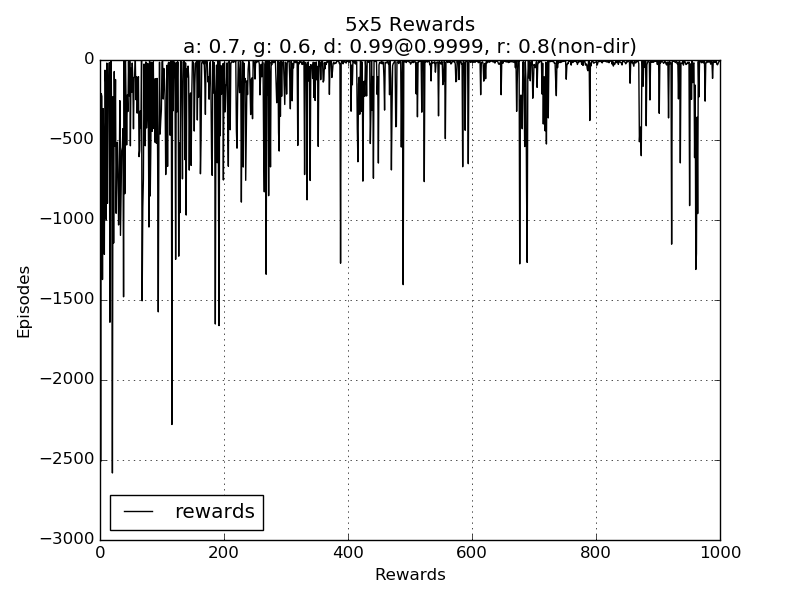 5x5 Rewards
a: 0.7, g: 0.6, d: 0.99@0.9999, r: 0.8(non-dir)
0
−500
−1000
−1500
−2000
−2500
−3000
Episodes
rewards
0 200 400 600 800 1000
Rewards